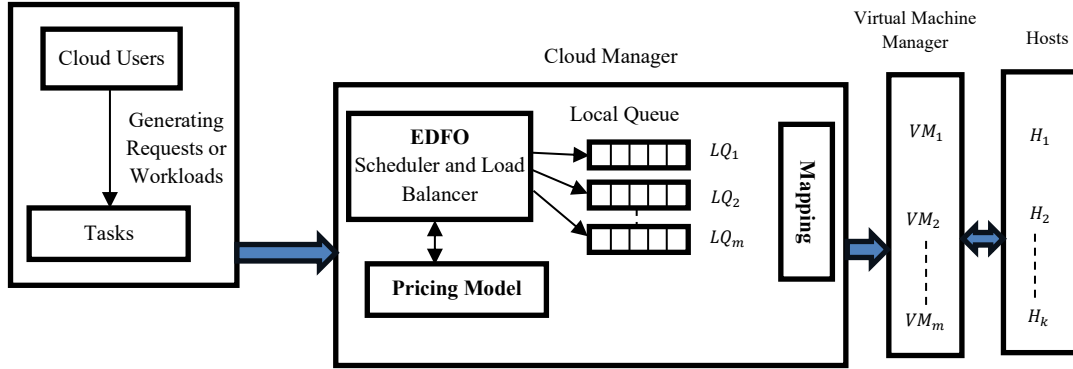 Cloud Users
Generating
Requests or
Workloads
Tasks
Cloud Manager
EDFO
Scheduler and Load
Balancer
Pricing Model
Local Queue
LQ₁
LQ₂
LQₘ
Mapping
Virtual Machine
Manager
VM₁
VM₂
VMₘ
Hosts
H₁
H₂
Hₖ